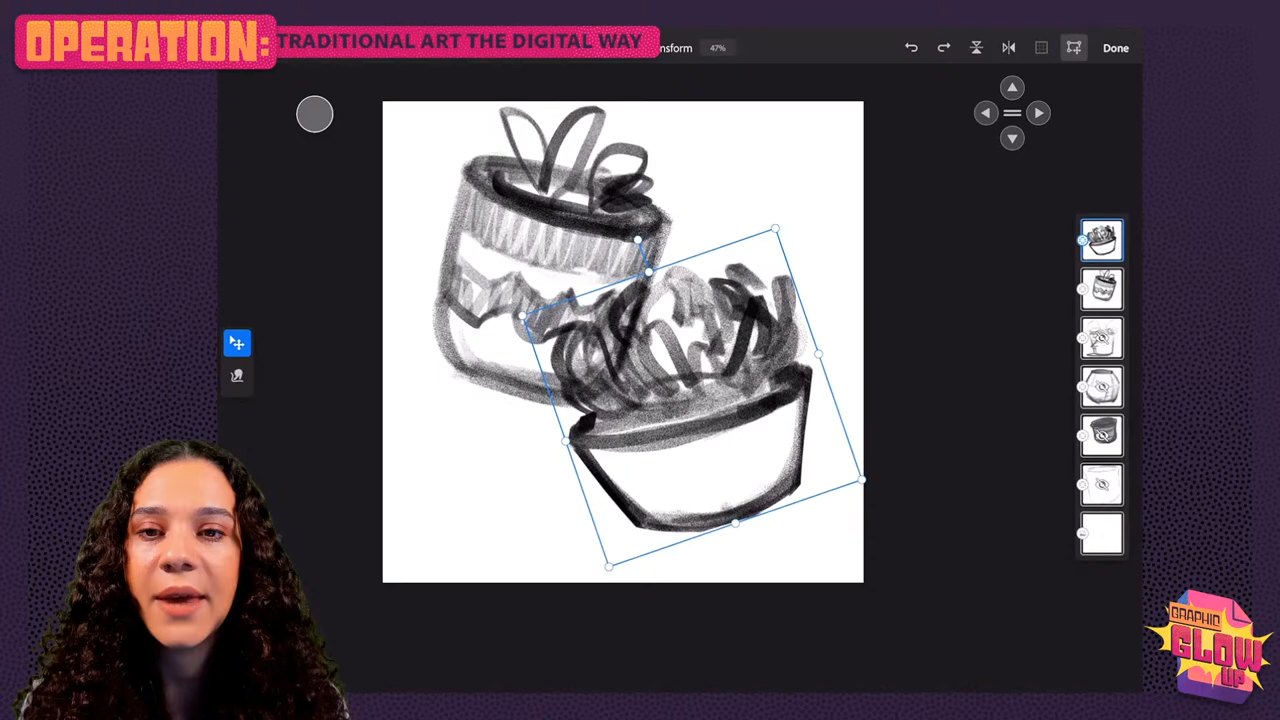 OPERATION:
TRADITIONAL ART THE DIGITAL WAY
nsform 47% Done
GRAPHIC
GLOW
UP